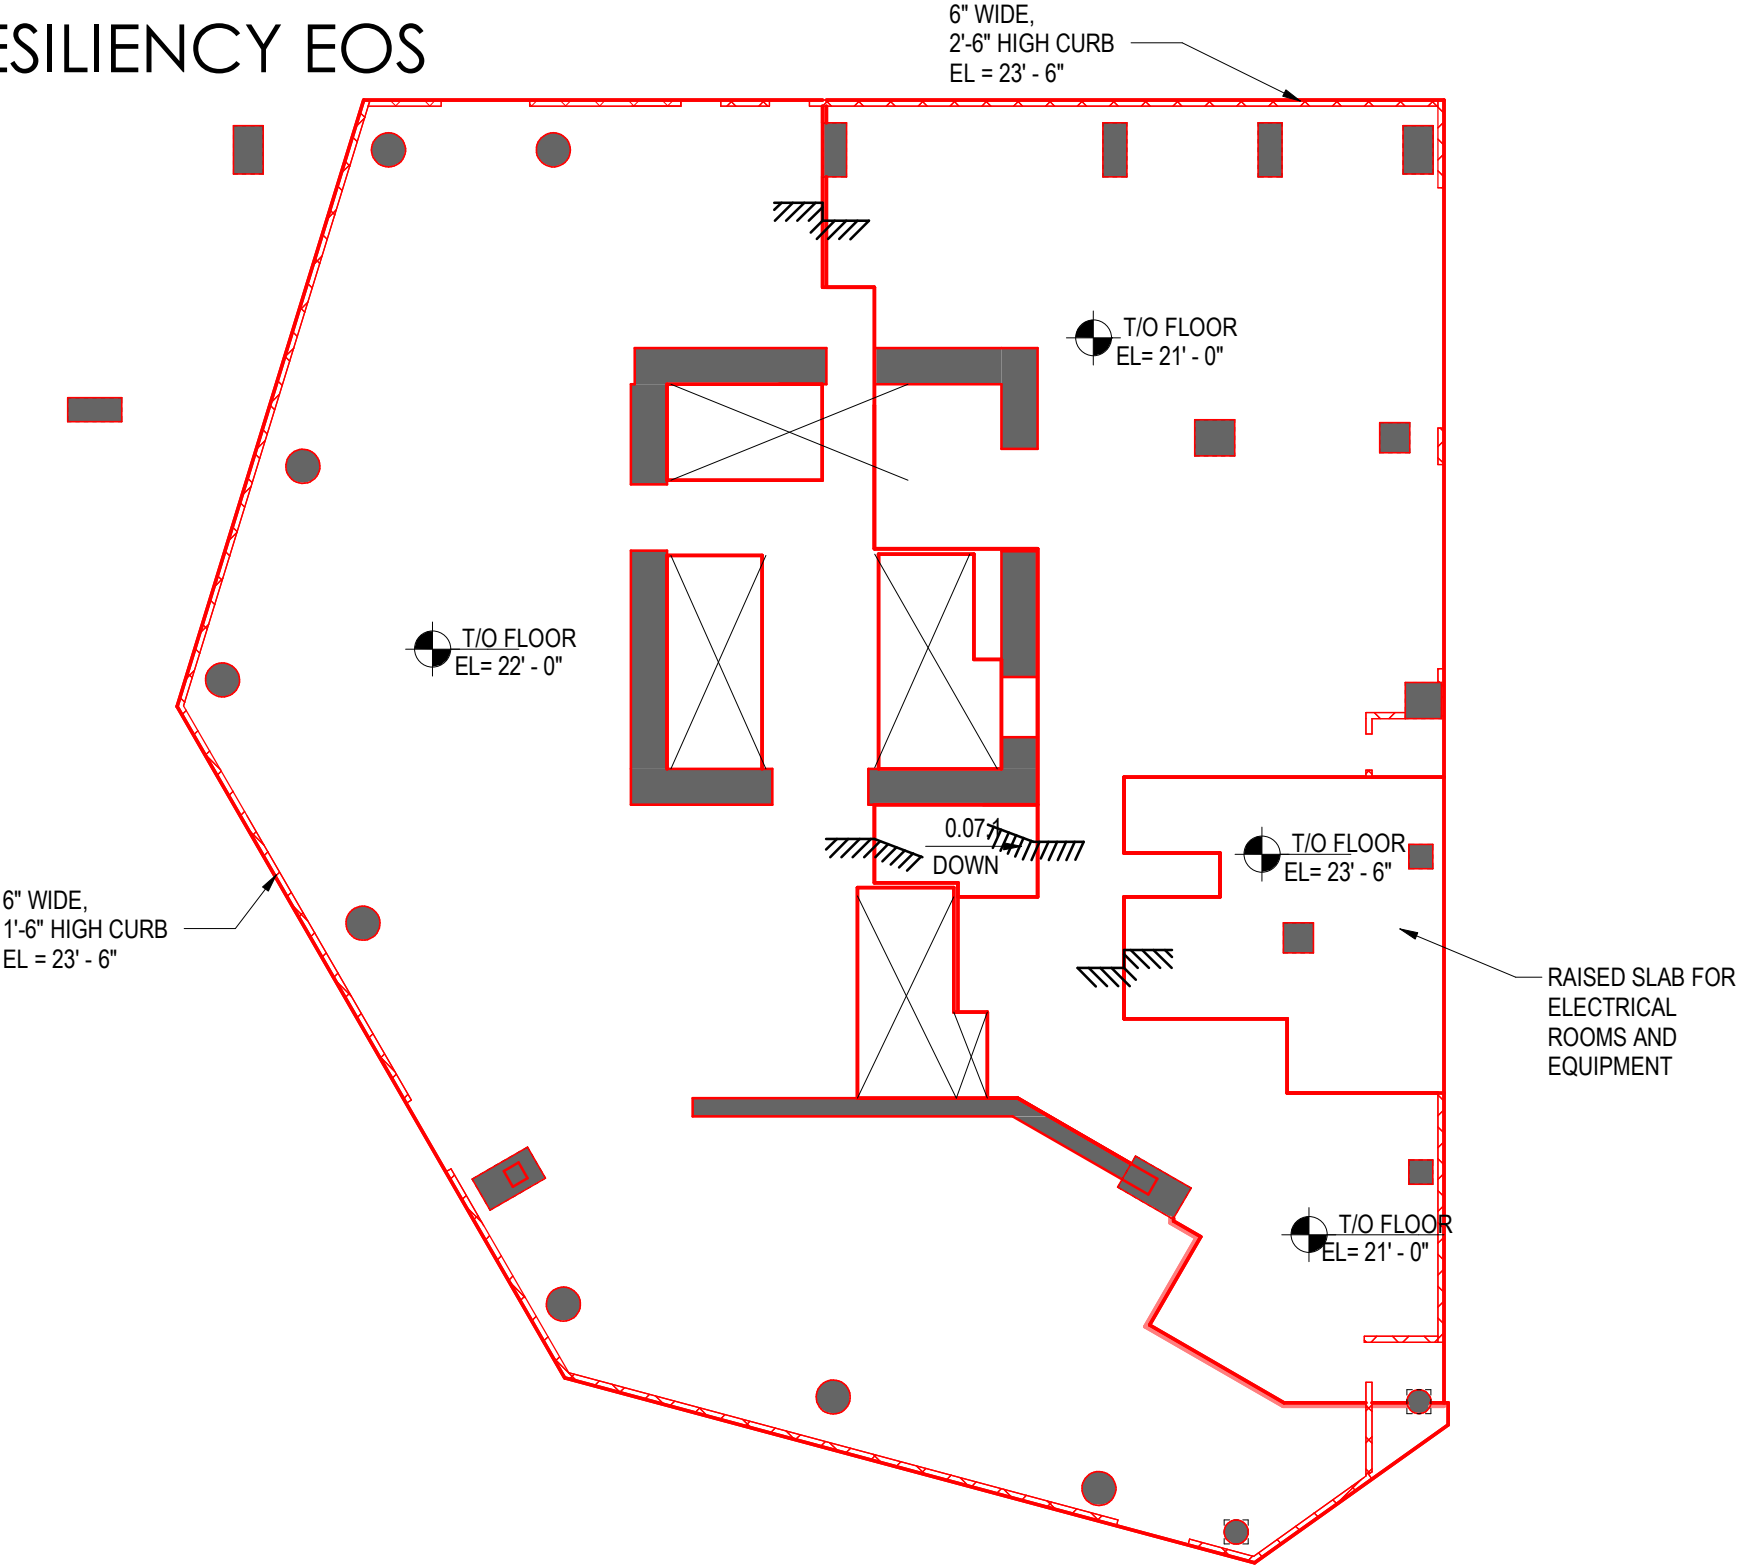 ESILIENCY EOS
6" WIDE,
2'-6" HIGH CURB
EL = 23' - 6"
T/O FLOOR
EL= 21' - 0"
T/O FLOOR
EL= 22' - 0"
0.07:1
DOWN
T/O FLOOR
EL= 23' - 6"
6" WIDE,
1'-6" HIGH CURB
EL = 23' - 6"
RAISED SLAB FOR
ELECTRICAL
ROOMS AND
EQUIPMENT
T/O FLOOR
EL= 21' - 0"